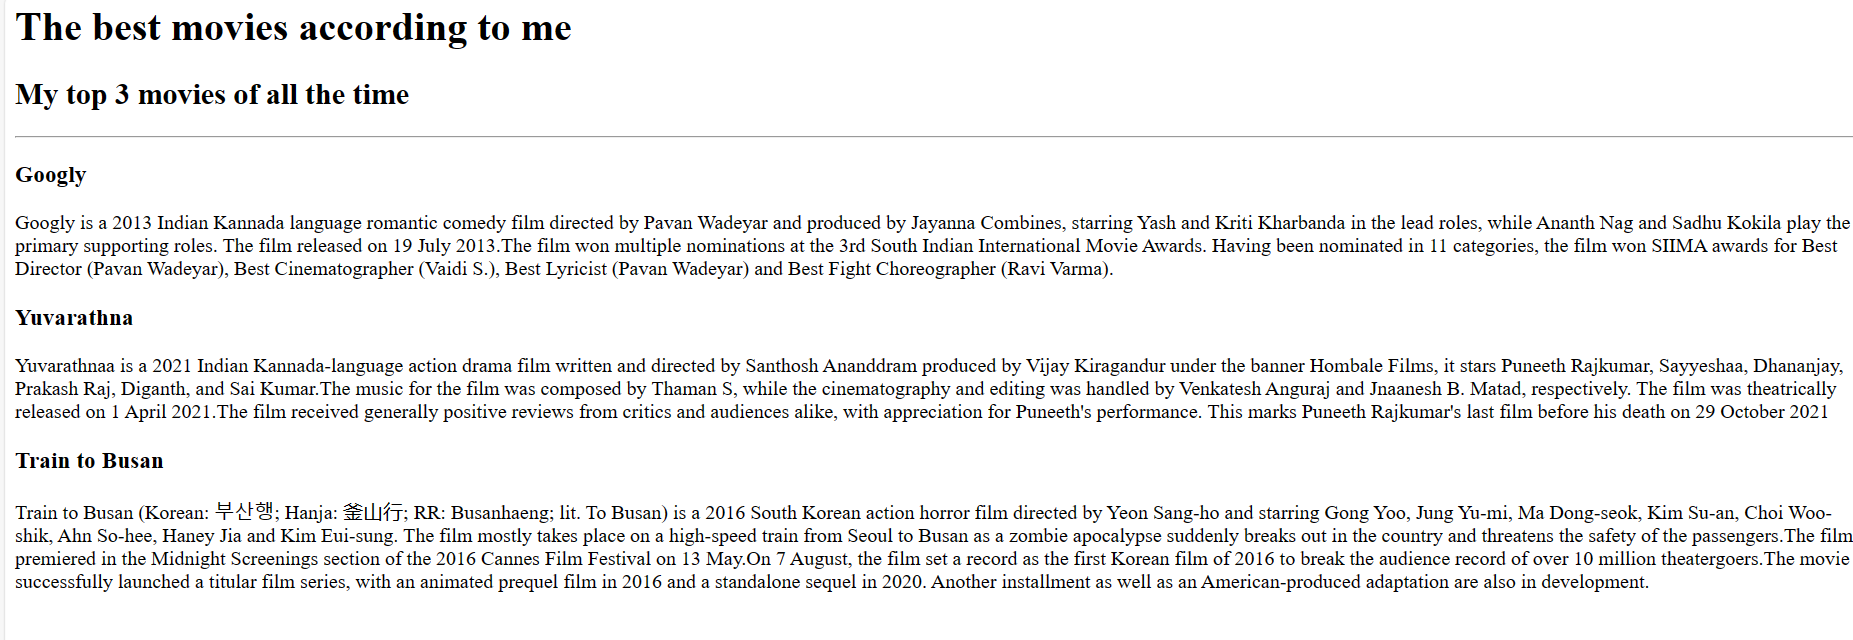 The best movies according to me
My top 3 movies of all the time
Googly
Googly is a 2013 Indian Kannada language romantic comedy film directed by Pavan Wadeyar and produced by Jayanna Combines, starring Yash and Kriti Kharbanda in the lead roles, while Ananth Nag and Sadhu Kokila play the
primary supporting roles. The film released on 19 July 2013.The film won multiple nominations at the 3rd South Indian International Movie Awards. Having been nominated in 11 categories, the film won SIIMA awards for Best
Director (Pavan Wadeyar), Best Cinematographer (Vaidi S.), Best Lyricist (Pavan Wadeyar) and Best Fight Choreographer (Ravi Varma).
Yuvarathna
Yuvarathnaa is a 2021 Indian Kannada-language action drama film written and directed by Santhosh Ananddram produced by Vijay Kiragandur under the banner Hombale Films, it stars Puneeth Rajkumar, Sayyeshaa, Dhananjay,
Prakash Raj, Diganth, and Sai Kumar.The music for the film was composed by Thaman S, while the cinematography and editing was handled by Venkatesh Anguraj and Jnaanesh B. Matad, respectively. The film was theatrically
released on 1 April 2021.The film received generally positive reviews from critics and audiences alike, with appreciation for Puneeth's performance. This marks Puneeth Rajkumar's last film before his death on 29 October 2021
Train to Busan
Train to Busan (Korean: 부산행; Hanja: 釜山行; RR: Busanhaeng; lit. To Busan) is a 2016 South Korean action horror film directed by Yeon Sang-ho and starring Gong Yoo, Jung Yu-mi, Ma Dong-seok, Kim Su-an, Choi Woo-
shik, Ahn So-hee, Haney Jia and Kim Eui-sung. The film mostly takes place on a high-speed train from Seoul to Busan as a zombie apocalypse suddenly breaks out in the country and threatens the safety of the passengers.The film
premiered in the Midnight Screenings section of the 2016 Cannes Film Festival on 13 May.On 7 August, the film set a record as the first Korean film of 2016 to break the audience record of over 10 million theatergoers.The movie
successfully launched a titular film series, with an animated prequel film in 2016 and a standalone sequel in 2020. Another installment as well as an American-produced adaptation are also in development.